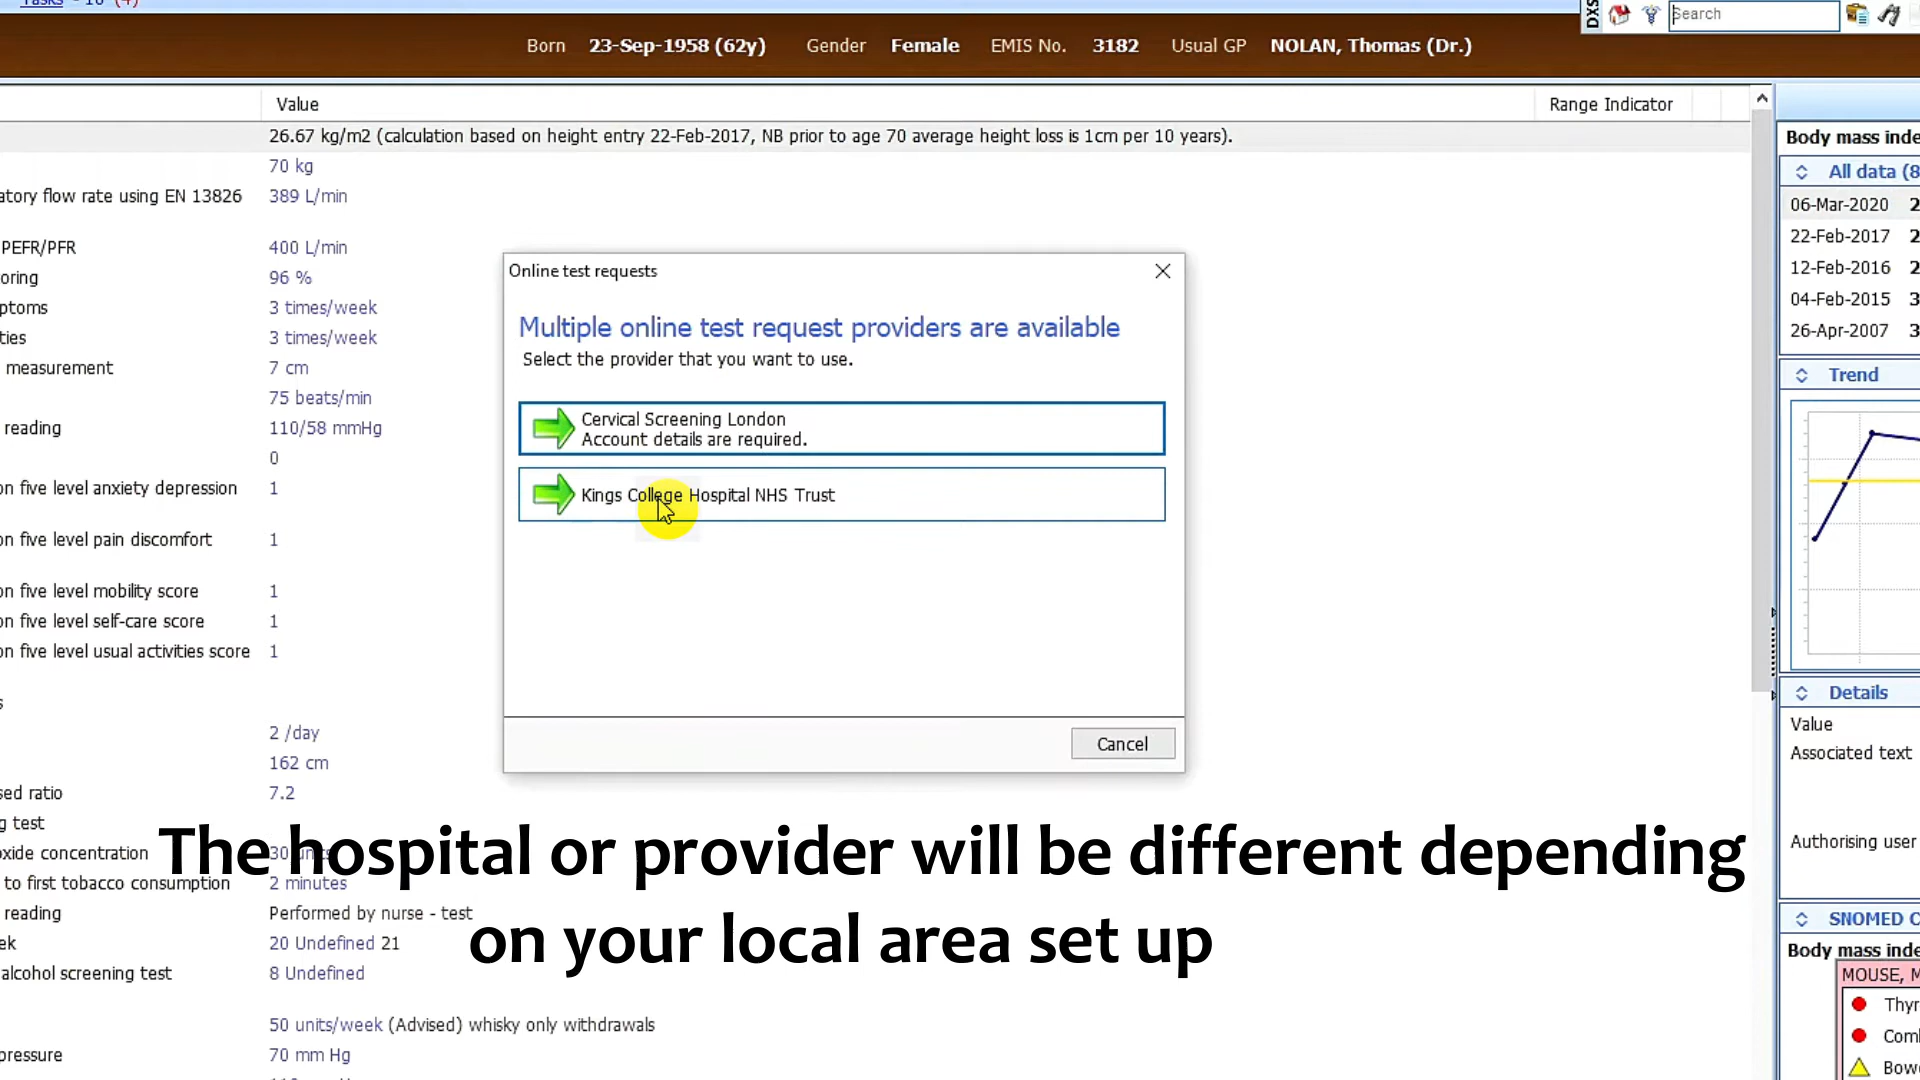 Tasks - 10 (4)
DXS
Search
Born 23-Sep-1958 (62y) Gender Female EMIS No. 3182 Usual GP NOLAN, Thomas (Dr.)
Value Range Indicator
26.67 kg/m2 (calculation based on height entry 22-Feb-2017, NB prior to age 70 average height loss is 1cm per 10 years).
70 kg
atory flow rate using EN 13826 389 L/min
PEFR/PFR 400 L/min
oring 96 %
ptoms 3 times/week
ties 3 times/week
measurement 7 cm
75 beats/min
reading 110/58 mmHg
0
on five level anxiety depression 1
on five level pain discomfort 1
on five level mobility score 1
on five level self-care score 1
on five level usual activities score 1
s
2 /day
162 cm
sed ratio 7.2
g test
oxide concentration 30 units
to first tobacco consumption 2 minutes
reading Performed by nurse - test
ek 20 Undefined 21
alcohol screening test 8 Undefined
50 units/week (Advised) whisky only withdrawals
pressure 70 mm Hg
Online test requests
Multiple online test request providers are available
Select the provider that you want to use.
Cervical Screening London
Account details are required.
Kings College Hospital NHS Trust
Cancel
The hospital or provider will be different depending
on your local area set up
Body mass inde
All data (8
06-Mar-2020 2
22-Feb-2017 2
12-Feb-2016 2
04-Feb-2015 3
26-Apr-2007 3
Trend
Details
Value
Associated text
Authorising user
SNOMED C
Body mass inde
MOUSE, M
Thyr
Coml
Bow